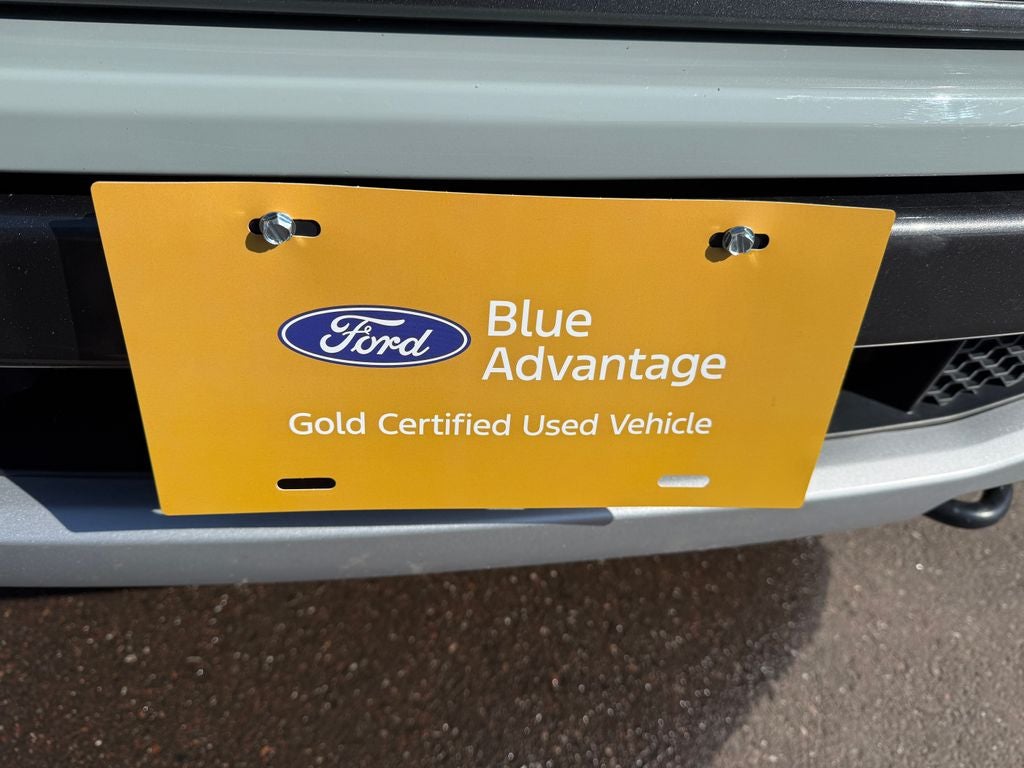 Ford
Blue
Advantage
Gold Certified Used Vehicle